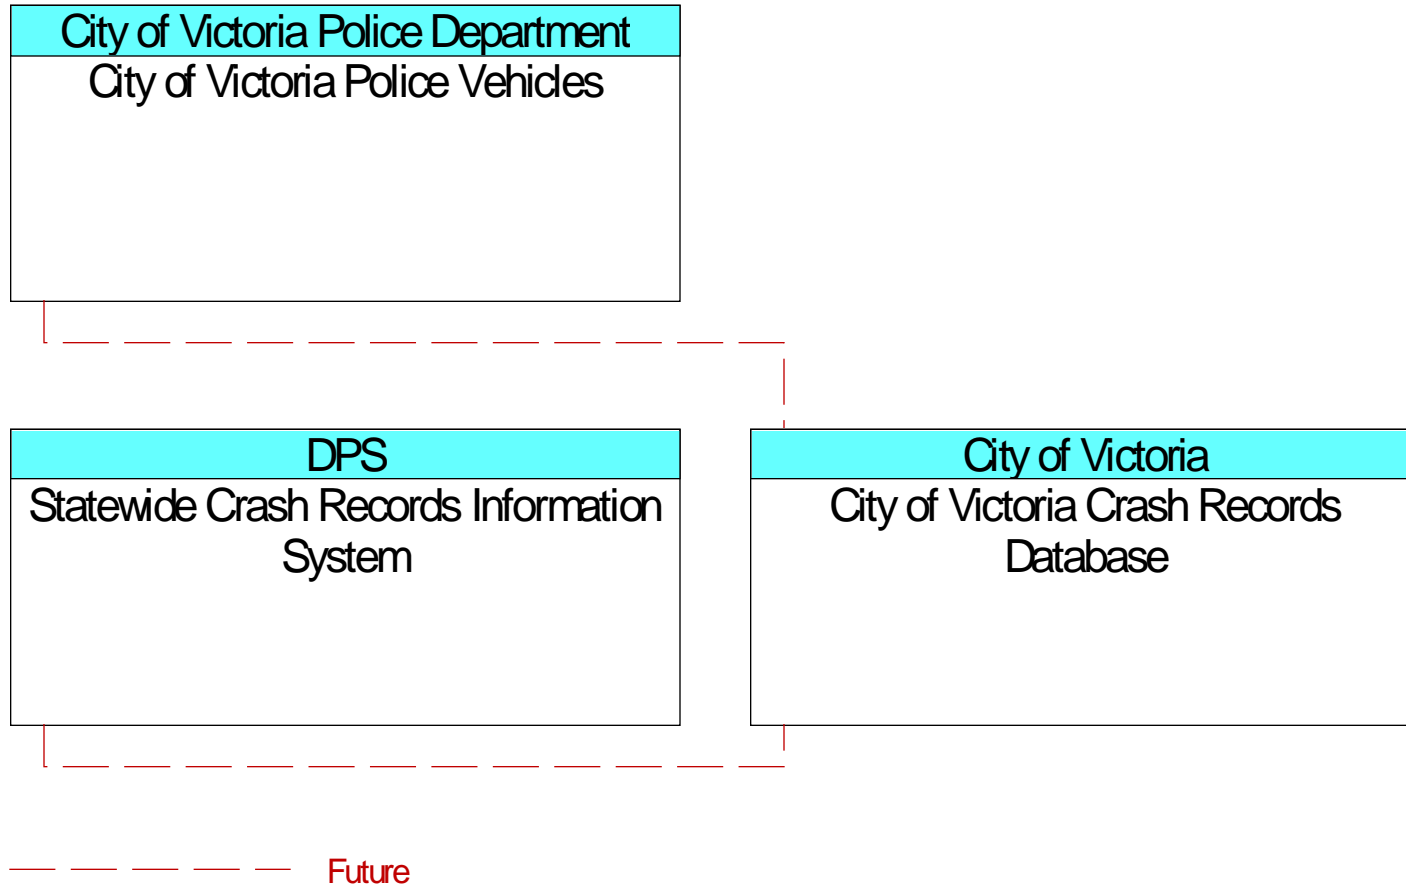 City of Victoria Police Department
City of Victoria Police Vehicles
DPS
Statewide Crash Records Information
System
City of Victoria
City of Victoria Crash Records
Database
Future